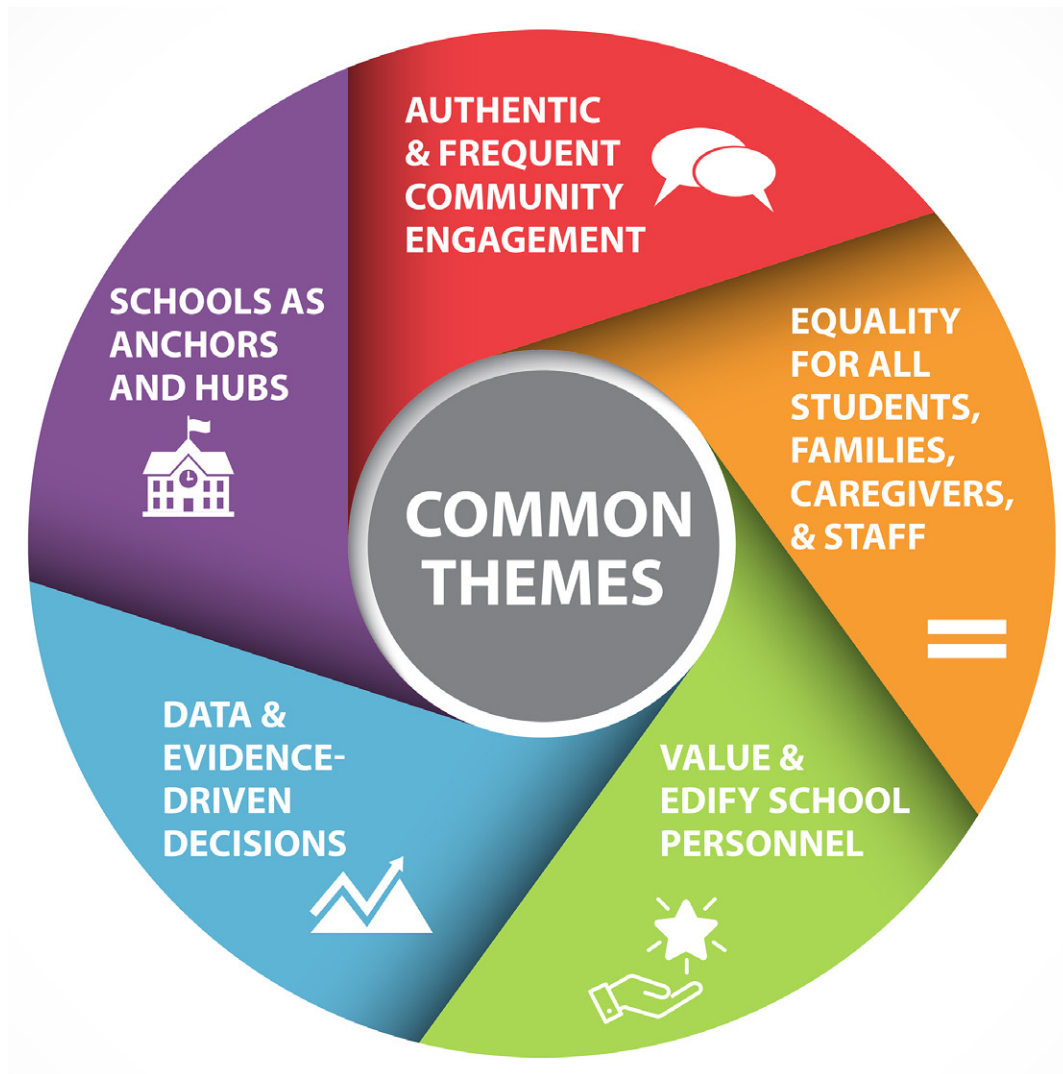 AUTHENTIC
& FREQUENT
COMMUNITY
ENGAGEMENT
EQUALITY
FOR ALL
STUDENTS,
FAMILIES,
CAREGIVERS,
& STAFF
VALUE &
EDIFY SCHOOL
PERSONNEL
DATA &
EVIDENCE-
DRIVEN
DECISIONS
SCHOOLS AS
ANCHORS
AND HUBS
COMMON
THEMES